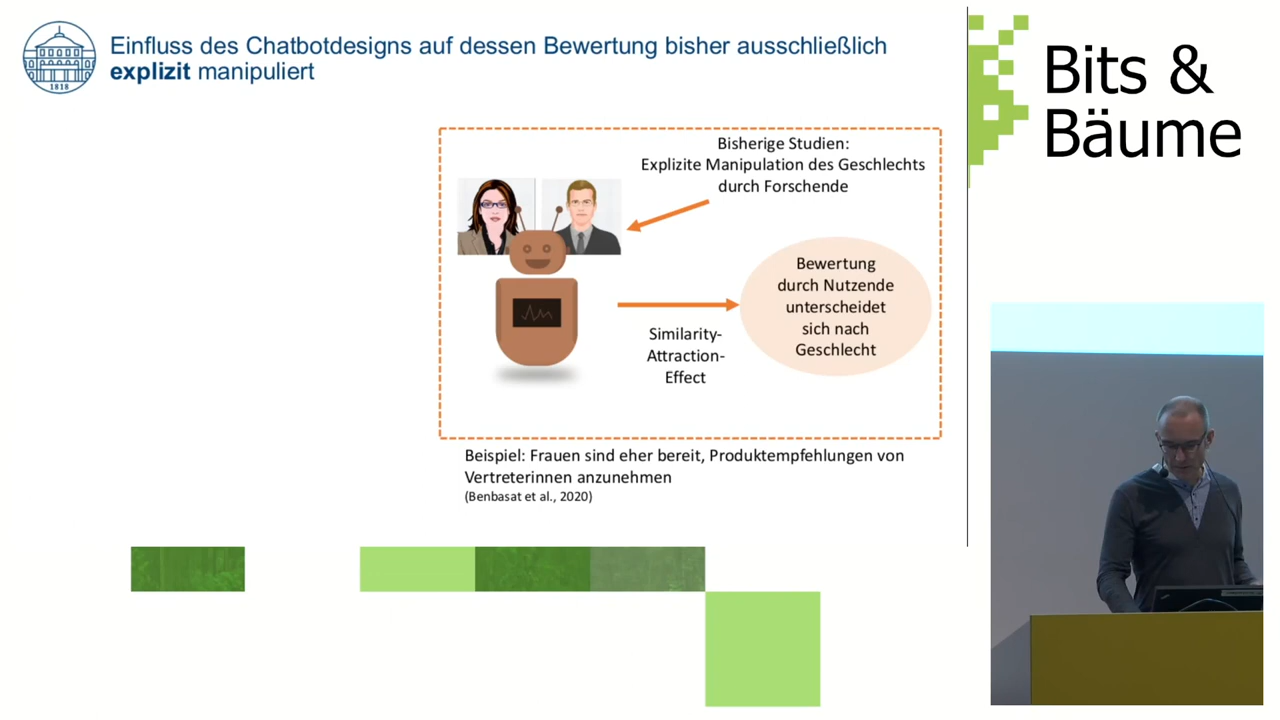 Einfluss des Chatbotdesigns auf dessen Bewertung bisher ausschließlich
explizit manipuliert
1818
Bisherige Studien:
Explizite Manipulation des Geschlechts
durch Forschende
Bewertung
durch Nutzende
unterscheidet
sich nach
Geschlecht
Similarity-
Attraction-
Effect
Beispiel: Frauen sind eher bereit, Produktempfehlungen von
Vertreterinnen anzunehmen
(Benbasat et al., 2020)
Bits &
Bäume